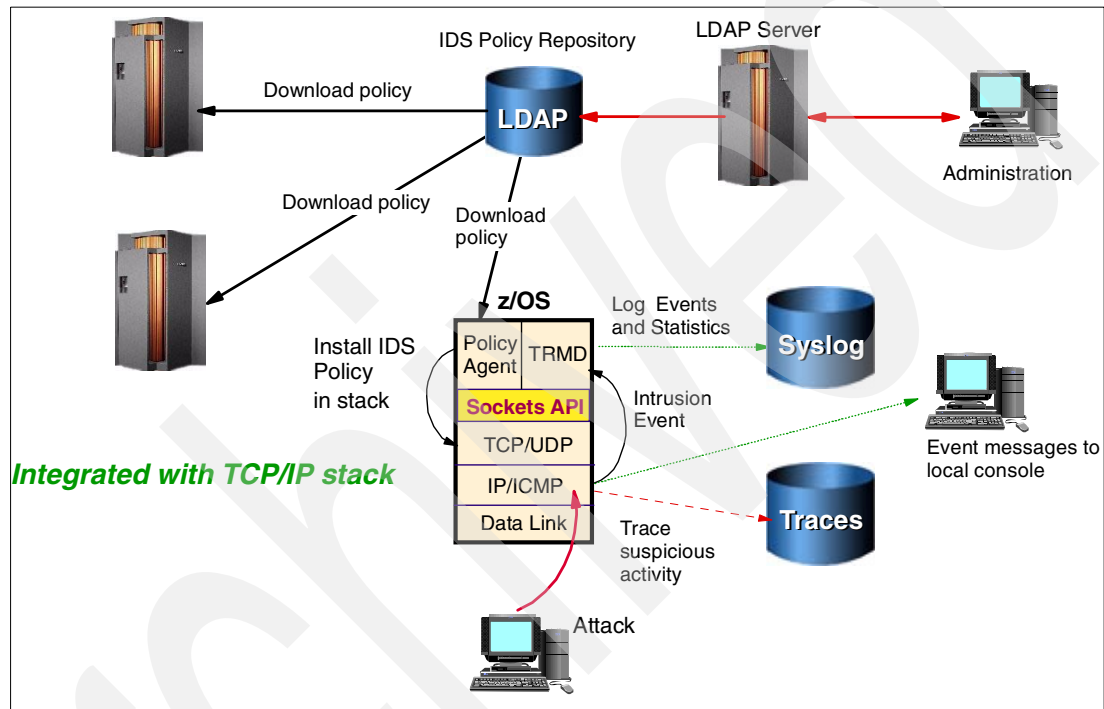 IDS Policy Repository
LDAP Server
Download policy
LDAP
Administration
Download policy
Download
policy
z/OS
Log Events
and Statistics
Install IDS
Policy
in stack
Policy
Agent
TRMD
Syslog
Sockets API
Intrusion
Event
TCP/UDP
Event messages to
local console
Integrated with TCP/IP stack
IP/ICMP
Data Link
Trace
suspicious
activity
Traces
Attack